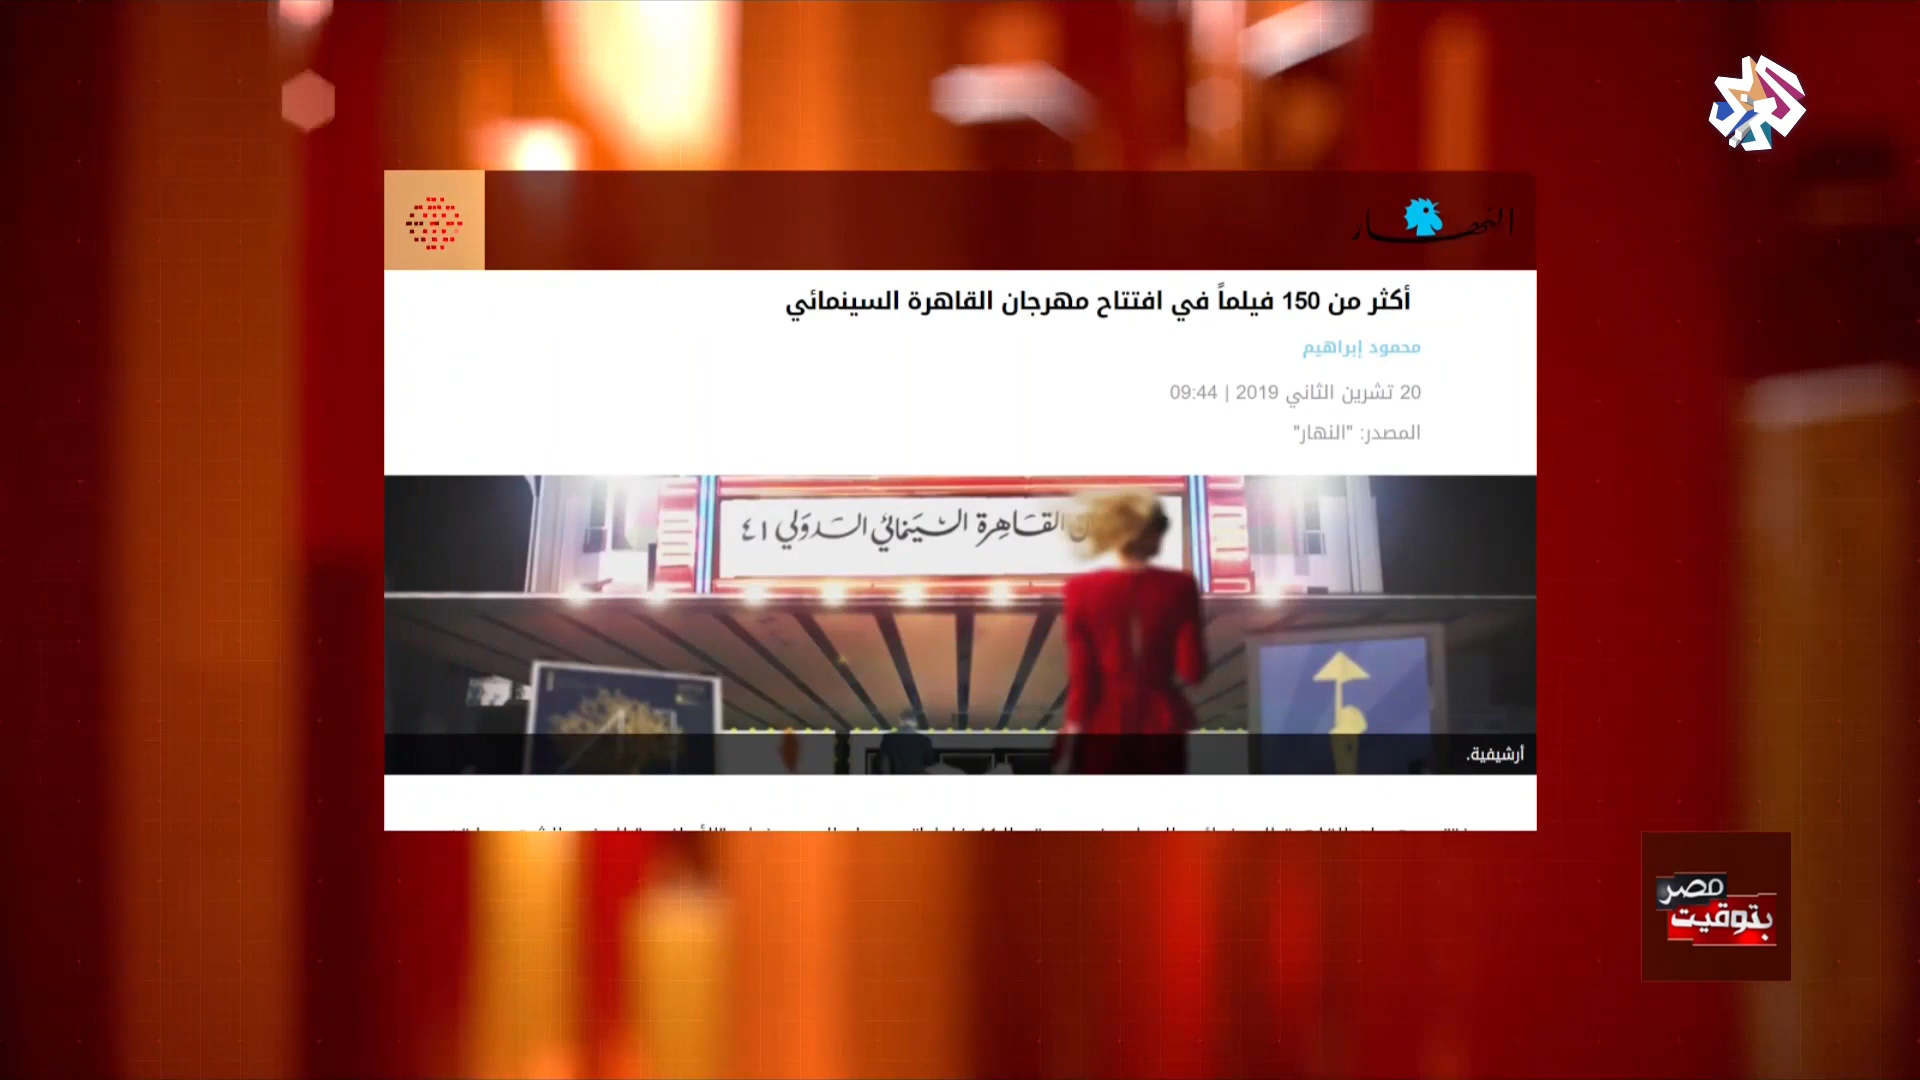 النهار
أكثر من 150 فيلماً في افتتاح مهرجان القاهرة السينمائي
محمود إبراهيم
20 تشرين الثاني 2019 | 09:44
المصدر: "النهار"
القاهرة السينمائي الدولي ٤١
أرشيفية.
بتوقيت
مصر